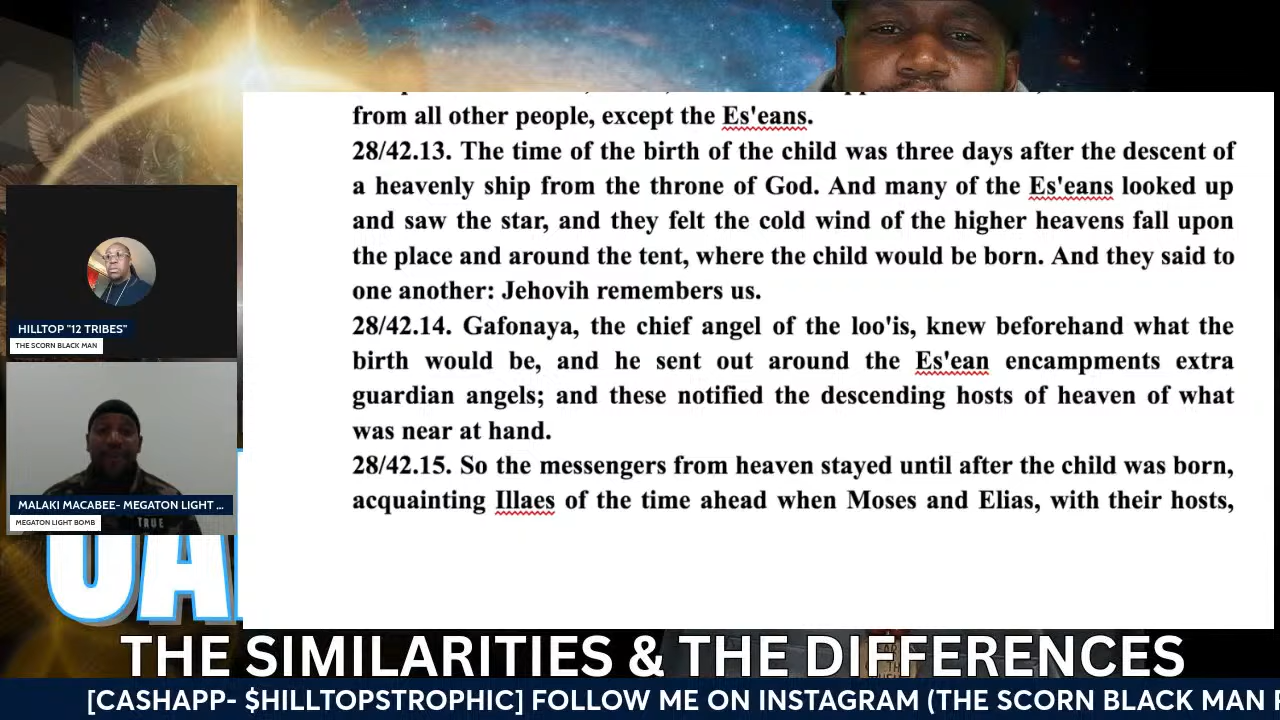 from all other people, except the Es'eans.
28/42.13. The time of the birth of the child was three days after the descent of
a heavenly ship from the throne of God. And many of the Es'eans looked up
and saw the star, and they felt the cold wind of the higher heavens fall upon
the place and around the tent, where the child would be born. And they said to
one another: Jehovih remembers us.
28/42.14. Gafonaya, the chief angel of the loo'is, knew beforehand what the
birth would be, and he sent out around the Es'ean encampments extra
guardian angels; and these notified the descending hosts of heaven of what
was near at hand.
28/42.15. So the messengers from heaven stayed until after the child was born,
acquainting Illaes of the time ahead when Moses and Elias, with their hosts,
HILLTOP "12 TRIBES"
THE SCORN BLACK MAN
MALAKI MACABEE- MEGATON LIGHT ...
MEGATON LIGHT BOMB
TRUE
THE SIMILARITIES & THE DIFFERENCES
[CASHAPP- $HILLTOPSTROPHIC] FOLLOW ME ON INSTAGRAM (THE SCORN BLACK MAN